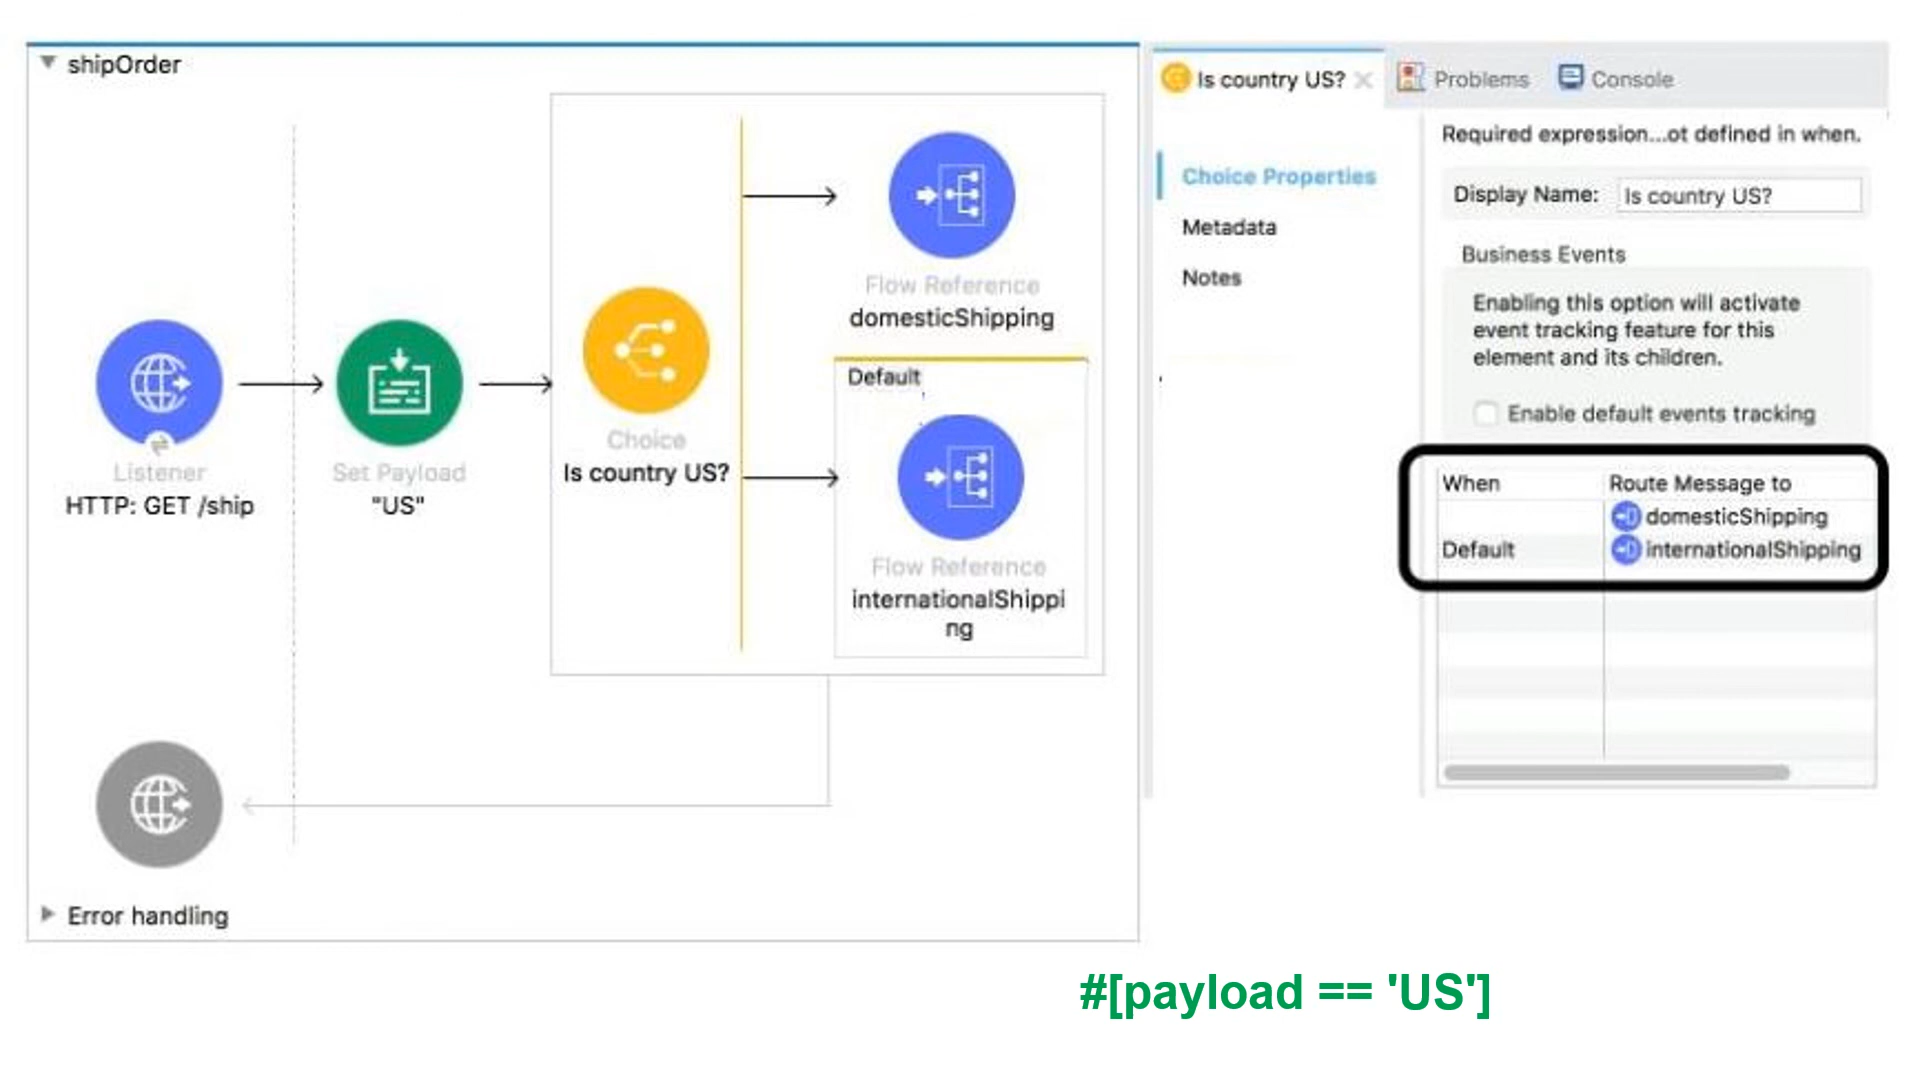 shipOrder
Listener
HTTP: GET /ship
Set Payload
"US"
Choice
Is country US?
Flow Reference
domesticShipping
Default
Flow Reference
internationalShippi
ng
Error handling
Is country US?
Problems
Console
Choice Properties
Metadata
Notes
Required expression...ot defined in when.
Display Name: Is country US?
Business Events
Enabling this option will activate
event tracking feature for this
element and its children.
Enable default events tracking
When Route Message to
domesticShipping
Default internationalShipping
#[payload == 'US']